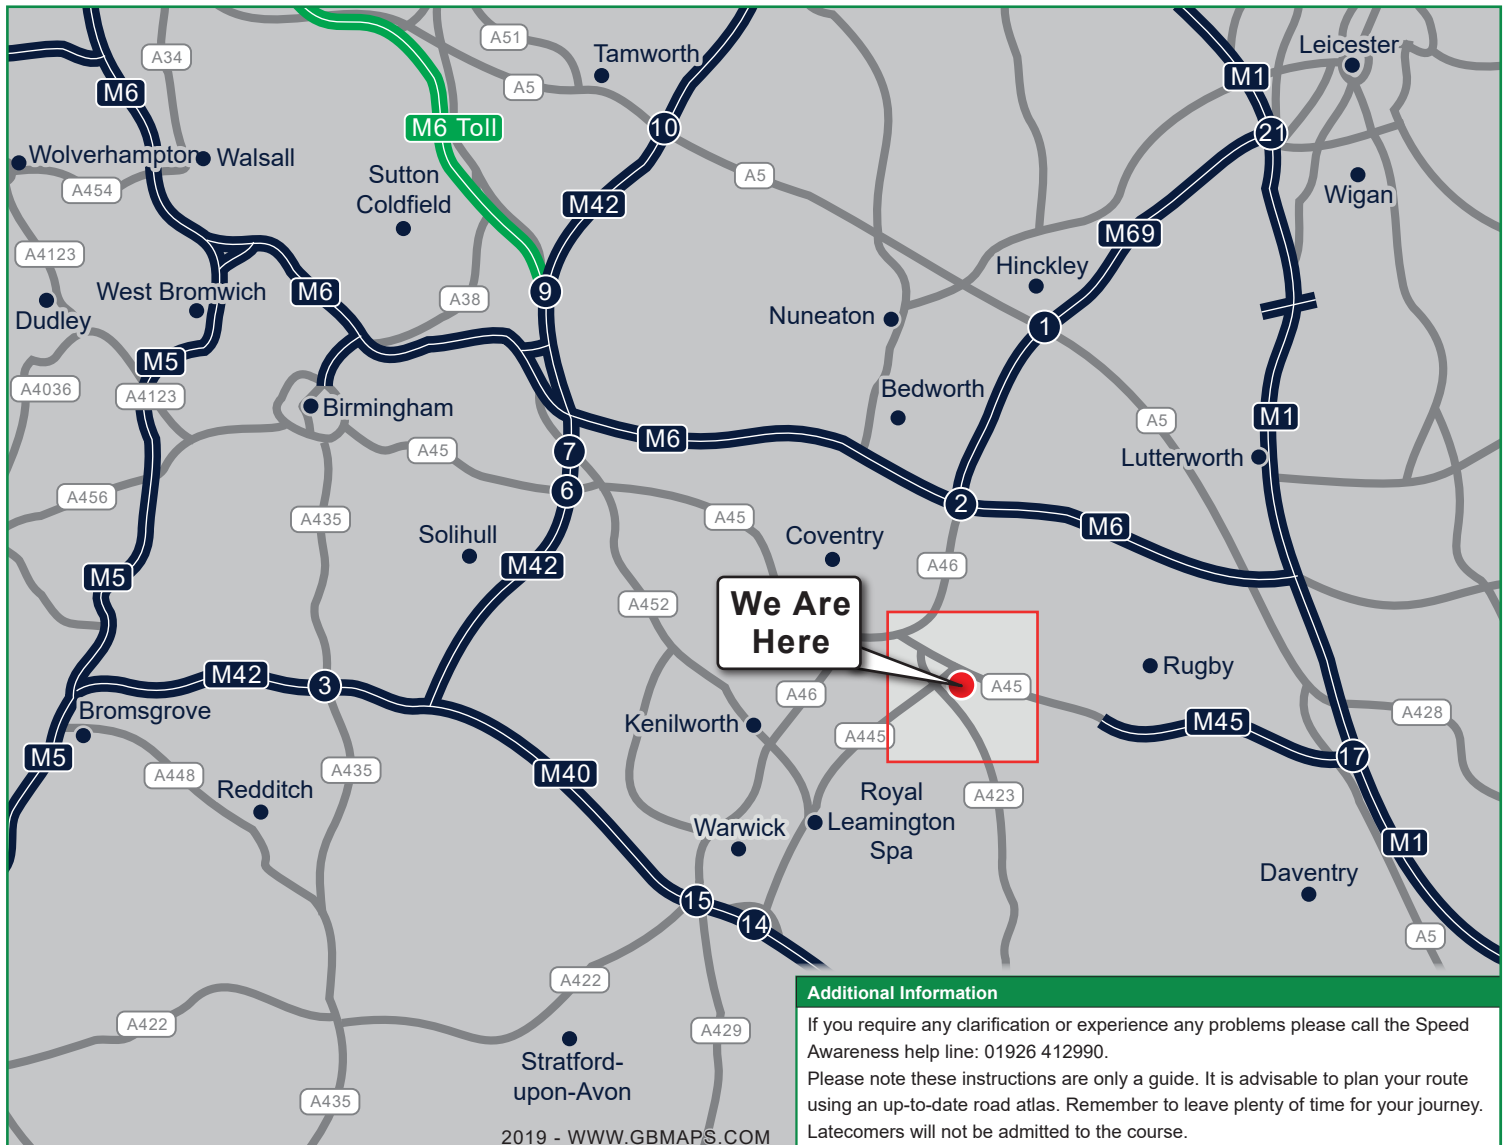 A34
A51
Tamworth
Leicester
M6
A5
M1
M6 Toll
10
21
Wolverhampton
Walsall
A454
Sutton
Coldfield
A5
M42
Wigan
M69
A4123
Hinckley
West Bromwich
M6
A38
9
Dudley
Nuneaton
1
M5
A4036
A4123
Bedworth
Birmingham
A5
M1
M6
A45
7
Lutterworth
A456
6
2
A435
A45
M6
Solihull
Coventry
M42
A46
M5
A452
We Are
Here
M42
3
Rugby
A45
A46
Bromsgrove
Kenilworth
A428
M45
A445
M5
17
A448
A435
M40
Redditch
A423
Royal
Leamington
Spa
Warwick
M1
Daventry
15
14
A5
A422
A422
A429
Stratford-
upon-Avon
A435
2019 - WWW.GBMAPS.COM
Additional Information
If you require any clarification or experience any problems please call the Speed
Awareness help line: 01926 412990.
Please note these instructions are only a guide. It is advisable to plan your route
using an up-to-date road atlas. Remember to leave plenty of time for your journey.
Latecomers will not be admitted to the course.